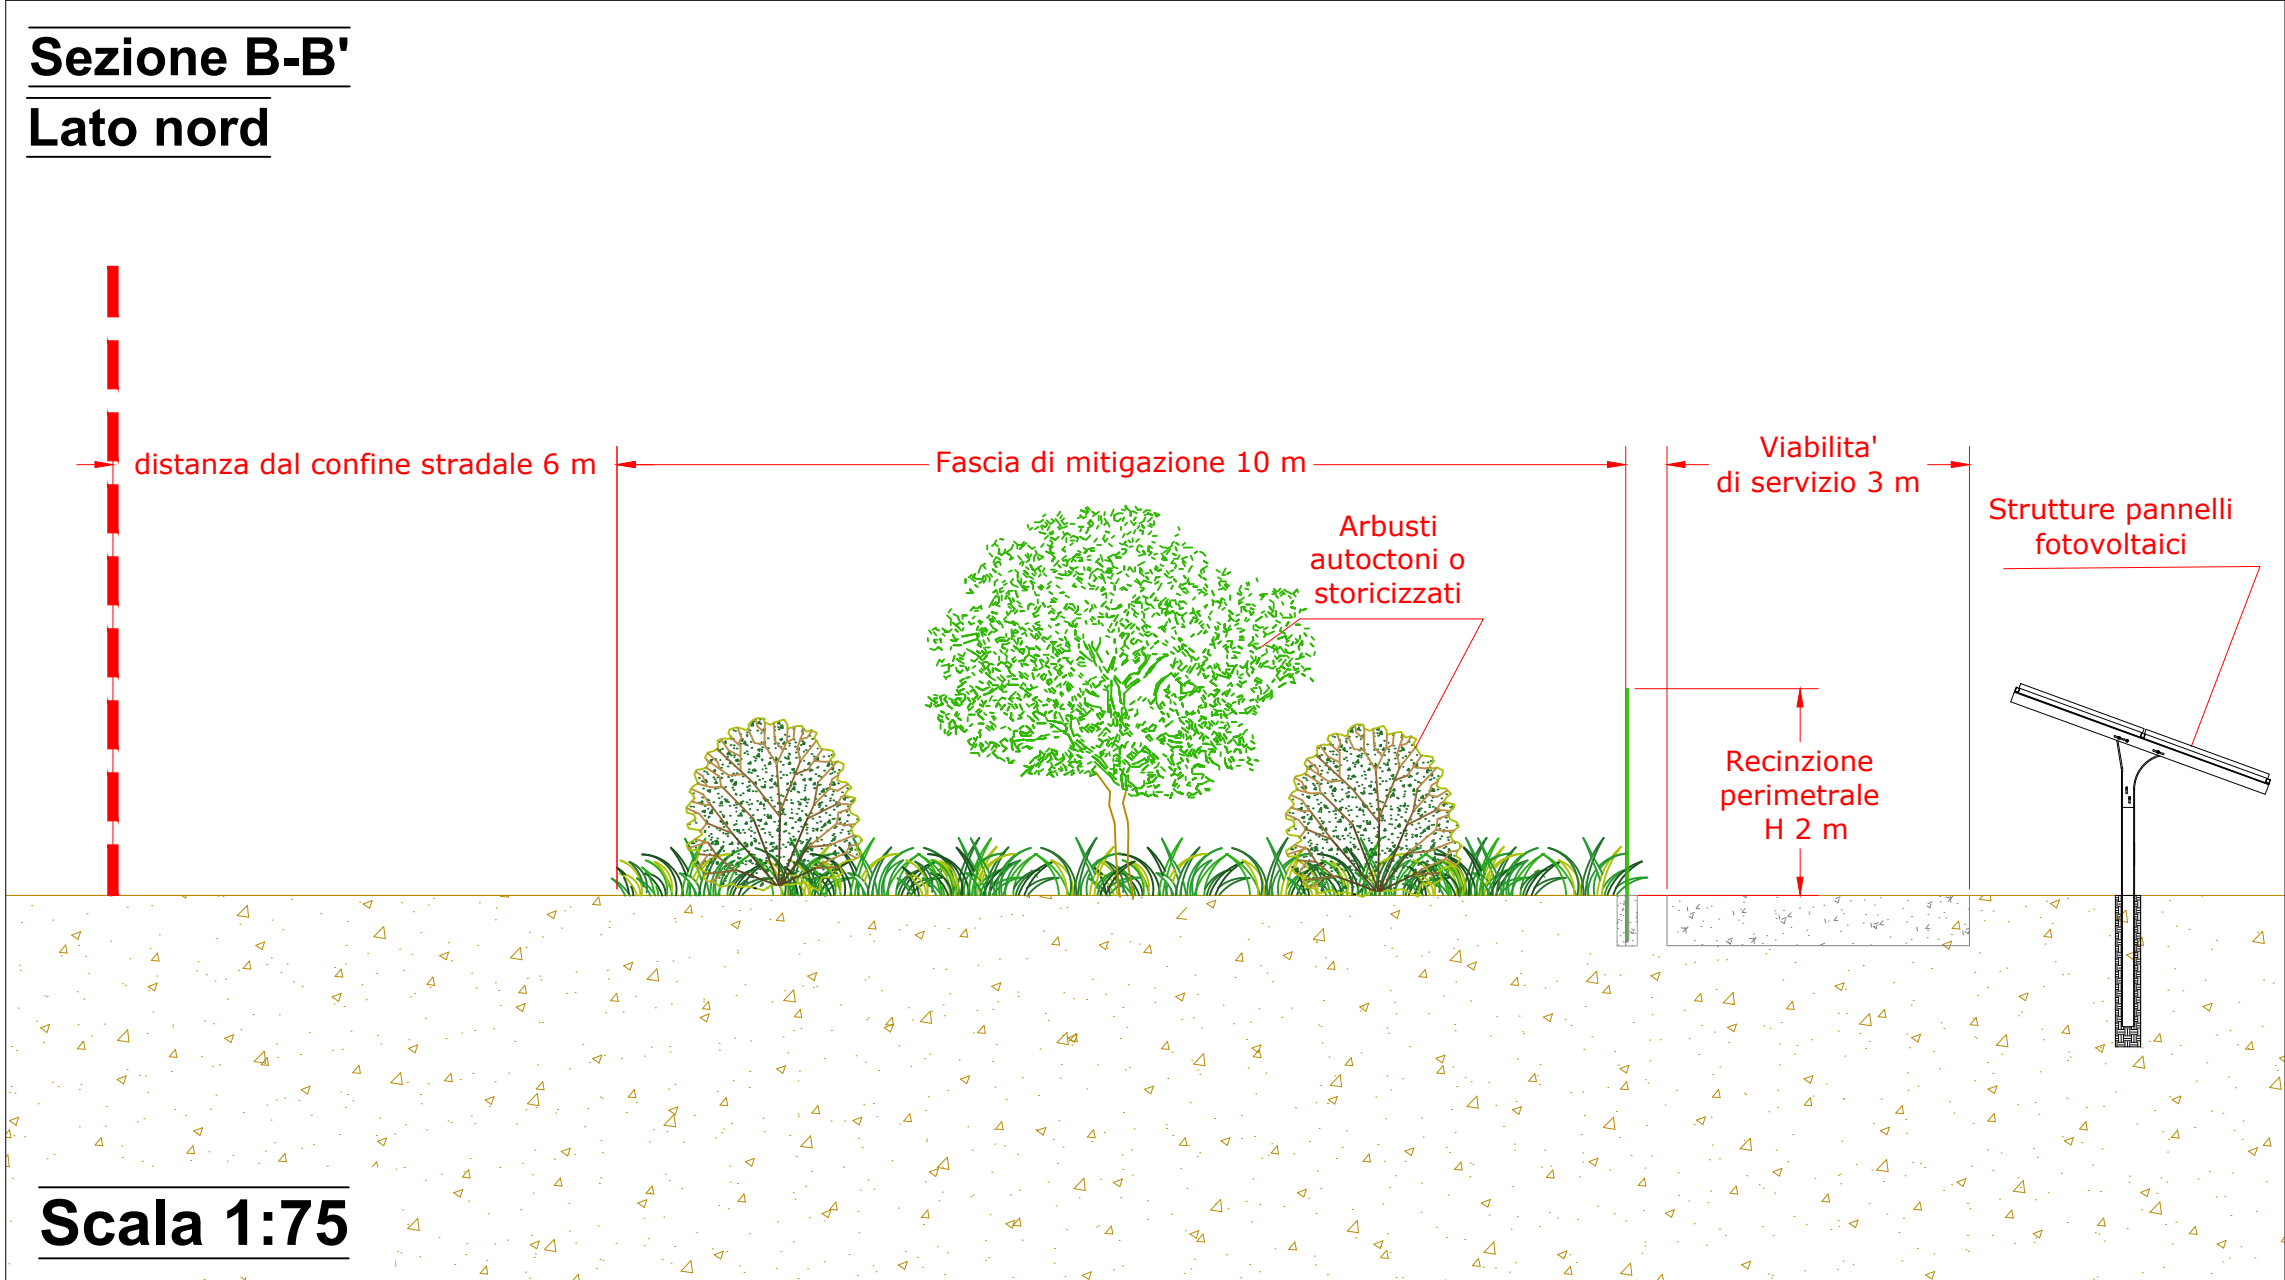 Sezione B-B'
Lato nord
distanza dal confine stradale 6 m
Fascia di mitigazione 10 m
Viabilita'
di servizio 3 m
Strutture pannelli
fotovoltaici
Arbusti
autoctoni o
storicizzati
Recinzione
perimetrale
H 2 m
Scala 1:75